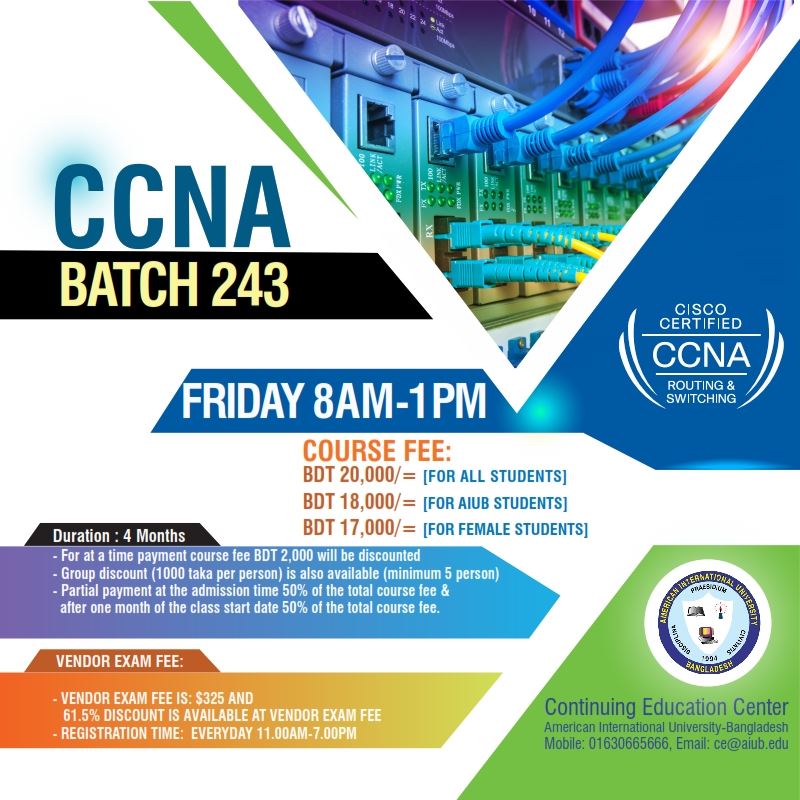 CCNA
BATCH 243
CISCO
CERTIFIED
CCNA
ROUTING &
SWITCHING
FRIDAY 8AM-1PM
COURSE FEE:
BDT 20,000/= [FOR ALL STUDENTS]
BDT 18,000/= [FOR AIUB STUDENTS]
BDT 17,000/= [FOR FEMALE STUDENTS]
Duration : 4 Months
- For at a time payment course fee BDT 2,000 will be discounted
- Group discount (1000 taka per person) is also available (minimum 5 person)
- Partial payment at the admission time 50% of the total course fee &
after one month of the class start date 50% of the total course fee.
VENDOR EXAM FEE:
- VENDOR EXAM FEE IS: $325 AND
61.5% DISCOUNT IS AVAILABLE AT VENDOR EXAM FEE
- REGISTRATION TIME: EVERYDAY 11.00AM-7.00PM
AMERICAN INTERNATIONAL UNIVERSITY
BANGLADESH
PRAESIDIUM
DISCIPLINA
CIVITATIS
1994
Continuing Education Center
American International University-Bangladesh
Mobile: 01630665666, Email: ce@aiub.edu